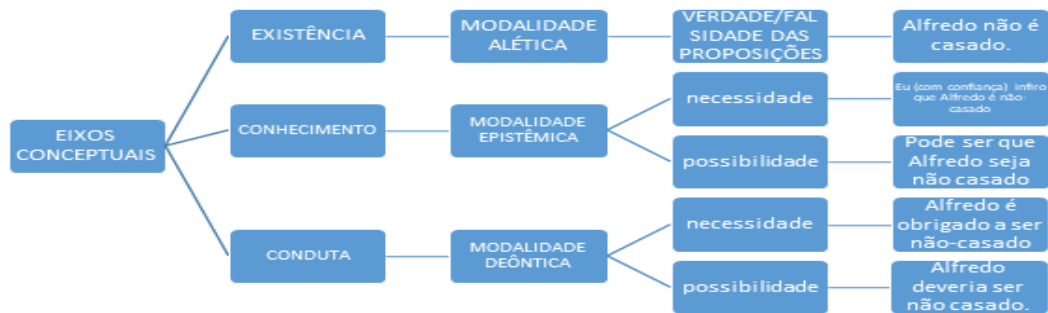 EIXOS
CONCEPTUAIS
EXISTÊNCIA
MODALIDADE
ALÉTICA
VERDADE/FAL
SIDADE DAS
PROPOSIÇÕES
Alfredo não é
casado.
CONHECIMENTO
MODALIDADE
EPISTÊMICA
necessidade
Eu (com confiança) infiro
que Alfredo é não-
casado
possibilidade
Pode ser que
Alfredo seja
não casado
CONDUTA
MODALIDADE
DEÔNTICA
necessidade
Alfredo é
obrigado a ser
não-casado
possibilidade
Alfredo
deveria ser
não casado.